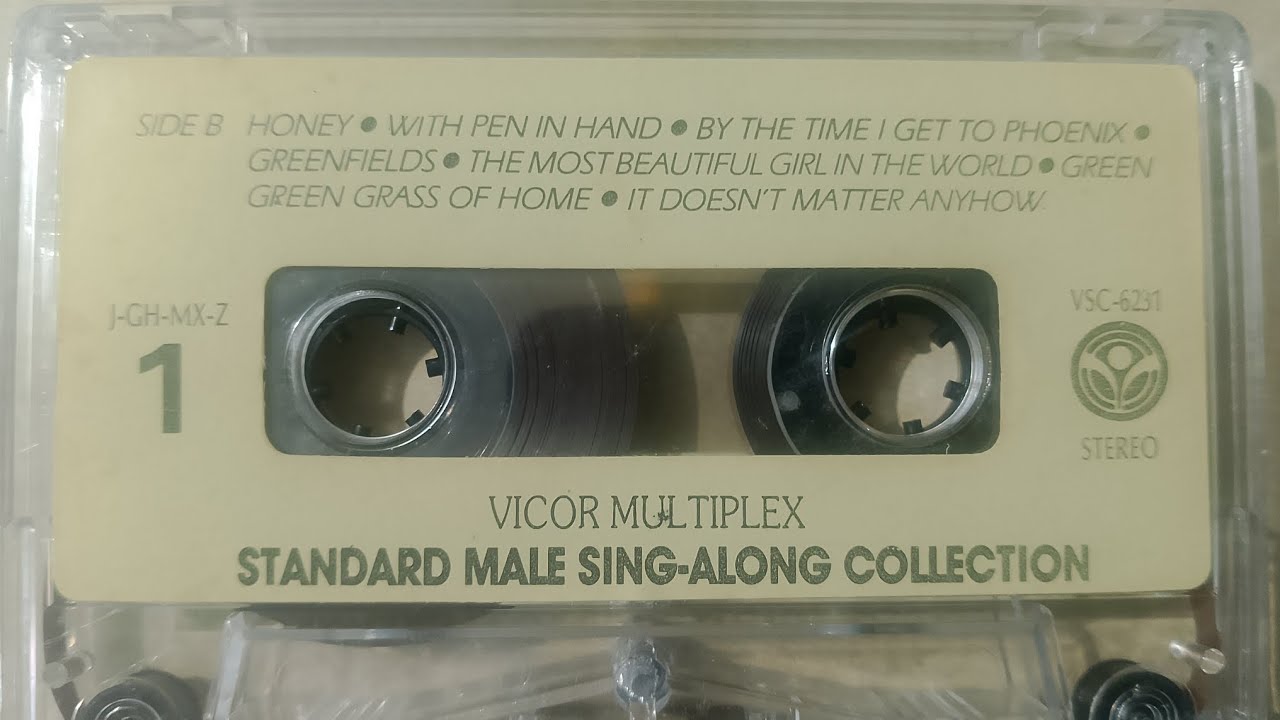 SIDE B HONEY • WITH PEN IN HAND • BY THE TIME I GET TO PHOENIX •
GREENFIELDS • THE MOST BEAUTIFUL GIRL IN THE WORLD • GREEN
GREEN GRASS OF HOME • IT DOESN'T MATTER ANYHOW.
J-GH-MX-Z
1
VSC-6231
STEREO
VICOR MULTIPLEX
STANDARD MALE SING-ALONG COLLECTION